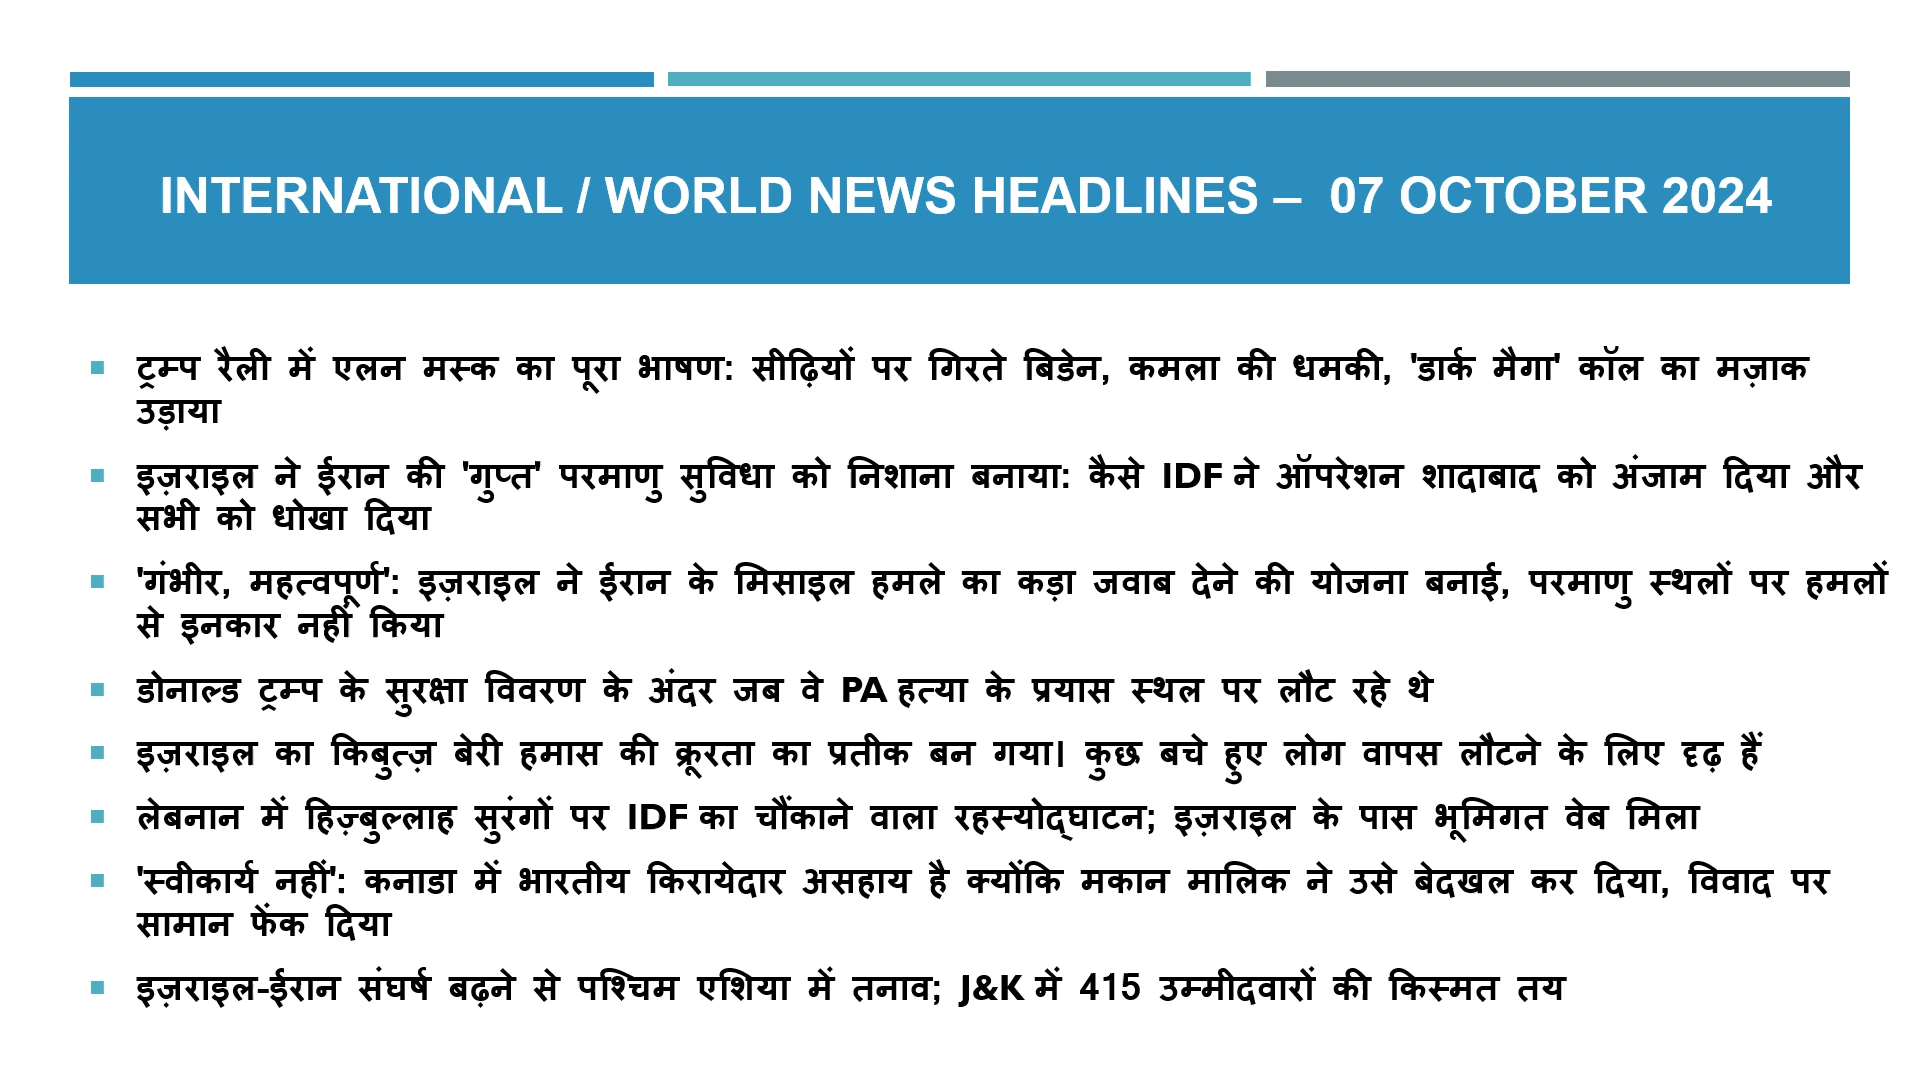 INTERNATIONAL / WORLD NEWS HEADLINES – 07 OCTOBER 2024
ट्रम्प रैली में एलन मस्क का पूरा भाषण: सीढ़ियों पर गिरते बिडेन, कमला की धमकी, 'डार्क मैगा' कॉल का मज़ाक
उड़ाया
इज़राइल ने ईरान की 'गुप्त' परमाणु सुविधा को निशाना बनाया: कैसे IDF ने ऑपरेशन शादाबाद को अंजाम दिया और
सभी को धोखा दिया
'गंभीर, महत्वपूर्ण': इज़राइल ने ईरान के मिसाइल हमले का कड़ा जवाब देने की योजना बनाई, परमाणु स्थलों पर हमलों
से इनकार नहीं किया
डोनाल्ड ट्रम्प के सुरक्षा विवरण के अंदर जब वे PA हत्या के प्रयास स्थल पर लौट रहे थे
इज़राइल का किबुत्ज़ बेरी हमास की क्रूरता का प्रतीक बन गया। कुछ बचे हुए लोग वापस लौटने के लिए दृढ़ हैं
लेबनान में हिज़्बुल्लाह सुरंगों पर IDF का चौंकाने वाला रहस्योद्घाटन; इज़राइल के पास भूमिगत वेब मिला
'स्वीकार्य नहीं': कनाडा में भारतीय किरायेदार असहाय है क्योंकि मकान मालिक ने उसे बेदखल कर दिया, विवाद पर
सामान फेंक दिया
इज़राइल-ईरान संघर्ष बढ़ने से पश्चिम एशिया में तनाव; J&K में 415 उम्मीदवारों की किस्मत तय